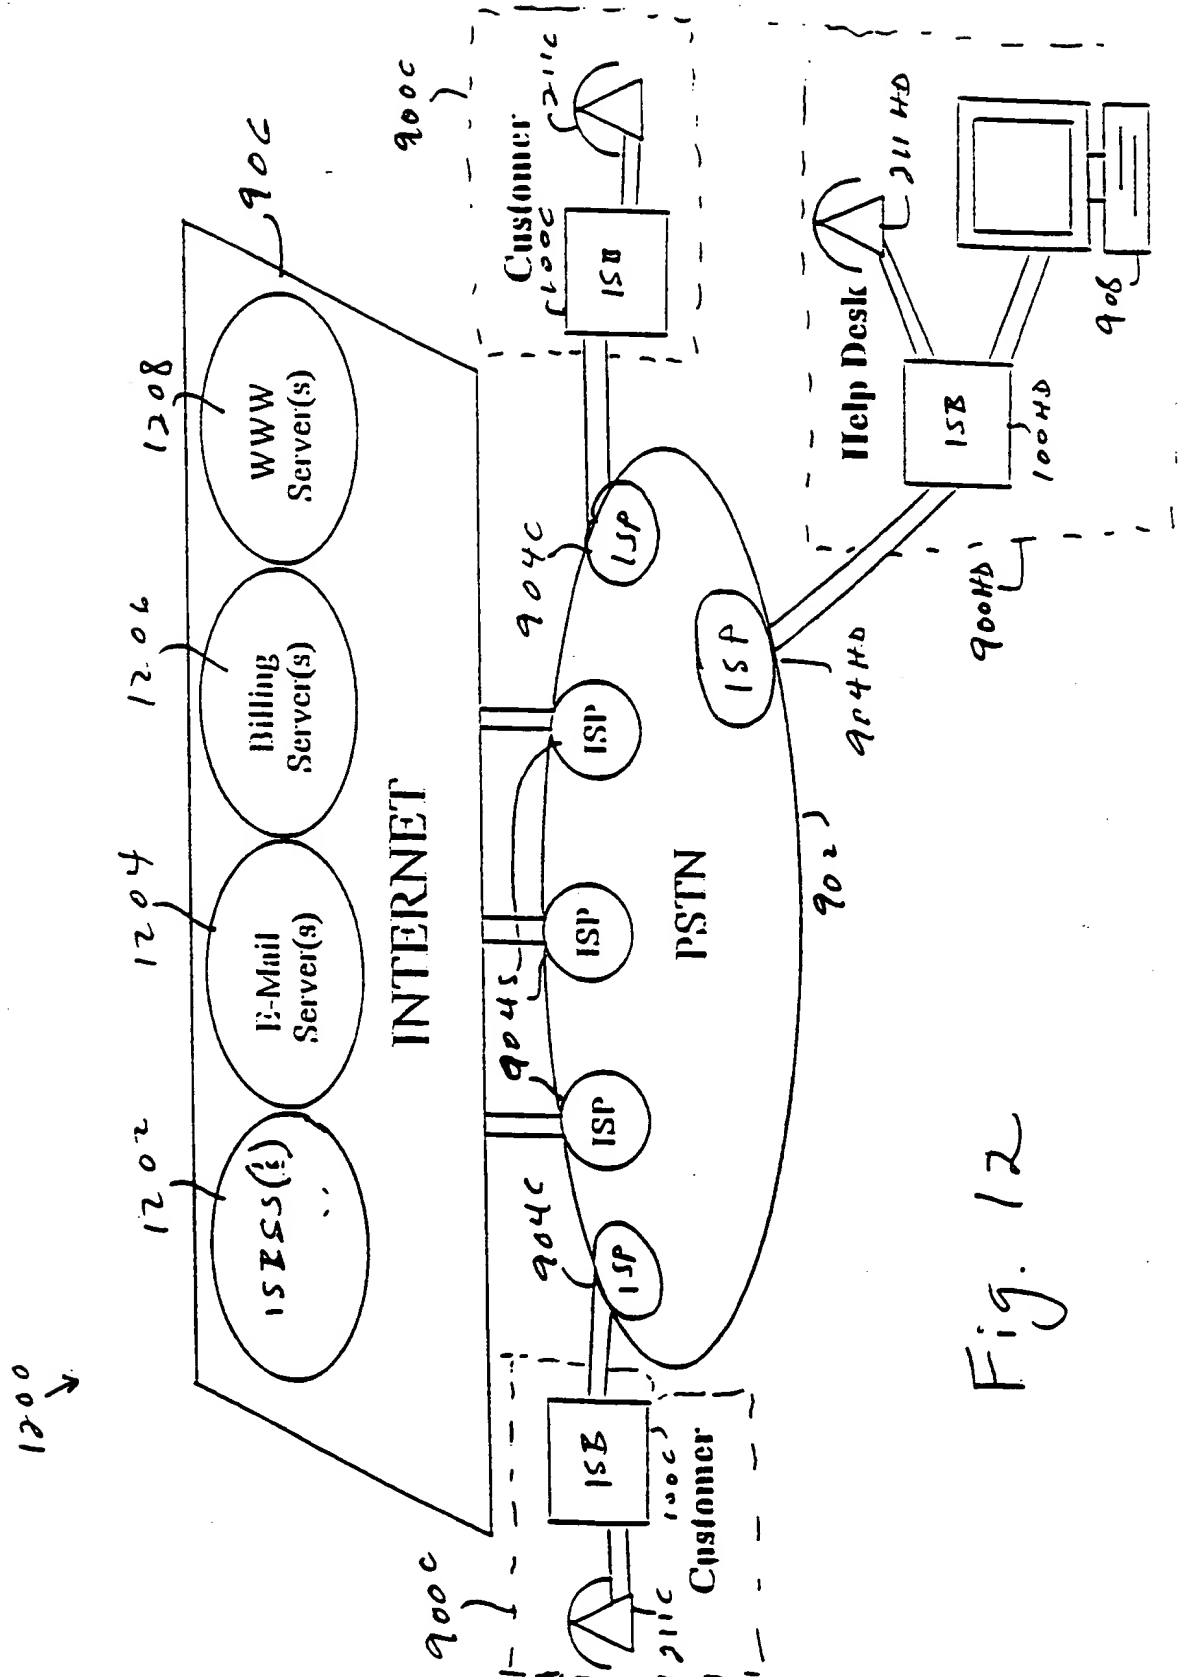 1200
1202
1204
1206
1208
906
E-Mail
Server(s)
Billing
Server(s)
WWW
Server(s)
INTERNET
900C
211C
ISB
100C
Customer
904C
ISP
904S
ISP
ISP
ISP
904C
ISP
900C
Customer
100C
ISB
211C
PSTN
902
ISP
904HD
900HD
Help Desk
ISB
100HD
211HD
908
Fig. 12